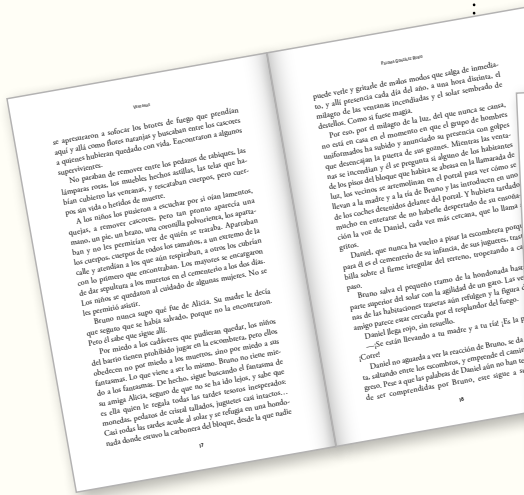 se apresuraron a sofocar los brotes de fuego que prendían
aquí y allá como flores naranjas y buscaban entre los cascotes
a quienes hubieran quedado con vida. Encontraron a algunos
supervivientes.
No paraban de remover entre los pedazos de tabiques, las
lámparas rotas, los muebles hechos astillas, las telas que ha-
bían cubierto las ventanas, y rescataban cuerpos, pero cuer-
pos sin vida o heridos de muerte.
A los niños los pusieron a escuchar por si oían lamentos,
quejas, a remover cascotes. Pero tan pronto aparecía una
mano, un pie, un brazo, una coronilla polvorienta, los aparta-
ban y no les permitían ver de quién se trataba. Apartaban
los cuerpos, cuerpos de todos los tamaños, a un extremo de la
calle y atendían a los que aún respiraban, a otros los cubrían
con lo primero que encontraban. Los mayores se encargaron
de dar sepultura a los muertos en el cementerio a los dos días.
Los niños se quedaron al cuidado de algunas mujeres. No se
les permitió asistir.
Bruno nunca supo qué fue de Alicia. Su madre le decía
que seguro que se había salvado, porque no la encontraron.
Pero él sabe que sigue allí.
Por miedo a los cadáveres que pudieran quedar, los niños
del barrio tienen prohibido jugar en la escombrera, pero ellos
obedecen no por miedo a los muertos, sino por miedo a sus
fantasmas. Lo que viene a ser lo mismo. Bruno no tiene mie-
do a los fantasmas. De hecho, sigue buscando el fantasma de
su amiga Alicia, seguro de que no se ha ido lejos, y sabe que
es ella quien le regala todas las tardes tesoros inesperados:
monedas, pedazos de cristal tallados, juguetes casi intactos...
Casi todas las tardes acude al solar y se refugia en una hondo-
nada donde estuvo la carbonera del bloque, desde la que nadie
17
puede verle y gritarle de malos modos que salga de inmedia-
to, y allí presencia cada día del año, a una hora distinta, el
milagro de las ventanas incendiadas y el solar sembrado de
destellos. Como si fuese magia.
Por eso, por el milagro de la luz, del que nunca se cansa,
no está en casa en el momento en que el grupo de hombres
uniformados ha subido y anunciado su presencia con golpes
que desencajan la puerta de sus goznes. Mientras las venta-
nas se incendian y él se pregunta si alguno de los habitantes
de los pisos del bloque que habría se abrasa en la llamarada de
luz, los vecinos se arremolinan en el portal para ver cómo se
llevan a la madre y a la tía de Bruno y las introducen en uno
de los coches detenidos delante del portal. Y hubiera tardado
mucho en enterarse de no haberle despertado de su ensoña-
ción la voz de Daniel, cada vez más cercana, que lo llama
gritos.
Daniel, que nunca ha vuelto a pisar la escombrera porq
para él es el cementerio de su infancia, de sus juguetes, tras
billa sobre el firme irregular del terreno, tropezando a ca
paso.
Bruno salva el pequeño tramo de la hondonada hast
parte superior del solar con la agilidad de un gato. Las ve
nas de las habitaciones traseras aún refulgen y la figura d
amigo parece estar cercada por el resplandor del fuego.
Daniel llega rojo, sin resuello.
—¡Se están llevando a tu madre y a tu tía! ¡Es la p
¡Corre!
Daniel no aguarda a ver la reacción de Bruno, se da
ta, saltando entre los escombros, y emprende el camin
greso. Pese a que las palabras de Daniel aún no han te
de ser comprendidas por Bruno, este sigue a s
18